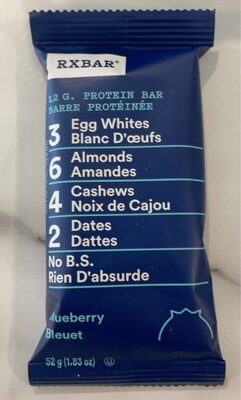 RXBAR®
12 G. PROTEIN BAR
BARRE PROTÉINÉE
3 Egg Whites
Blanc D'œufs
6 Almonds
Amandes
4 Cashews
Noix de Cajou
2 Dates
Dattes
No B.S.
Rien D'absurde
Blueberry
Bleuet
52 g (1.83 oz) U